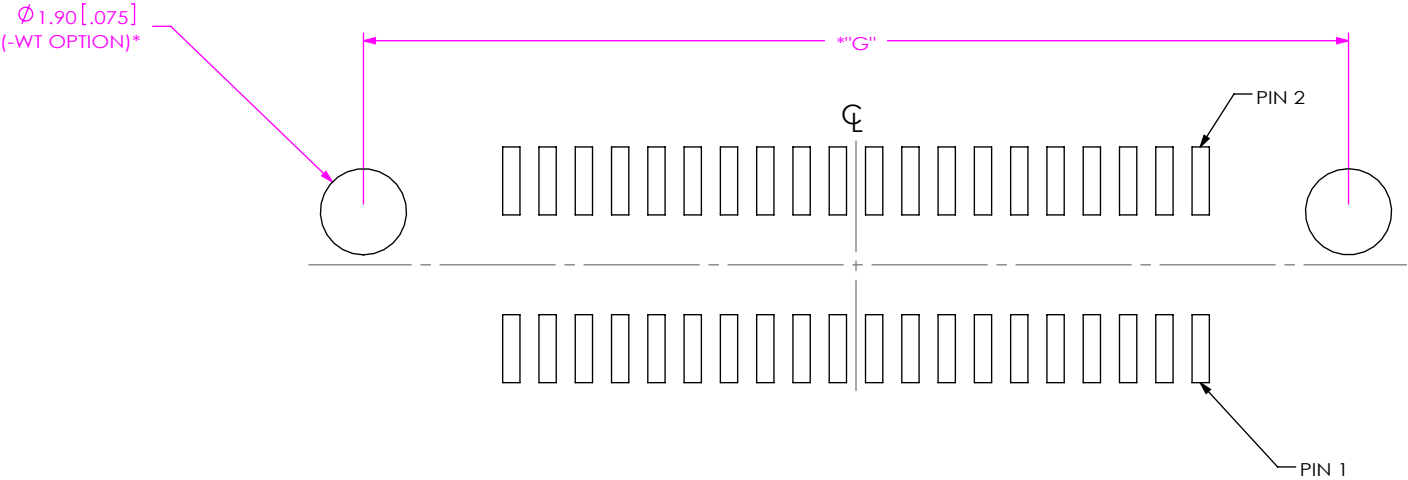 Ø1.90[.075]
(-WT OPTION)*
*"G"
PIN 2
℄
PIN 1